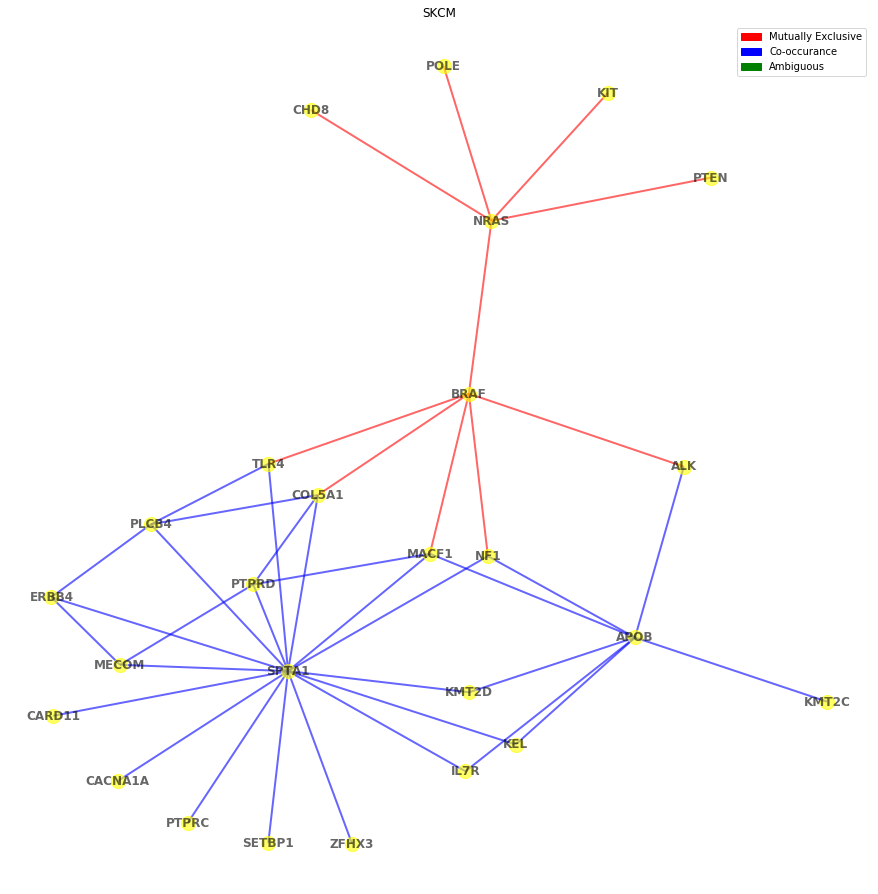 SKCM
Mutually Exclusive
Co-occurance
Ambiguous
POLE
KIT
CHD8
PTEN
NRAS
BRAF
TLR4
ALK
COL5A1
PLCB4
MACF1
NF1
PTPRD
ERBB4
APOB
MECOM
SPTA1
KMT2D
KMT2C
CARD11
KEL
IL7R
CACNA1A
PTPRC
SETBP1
ZFHX3